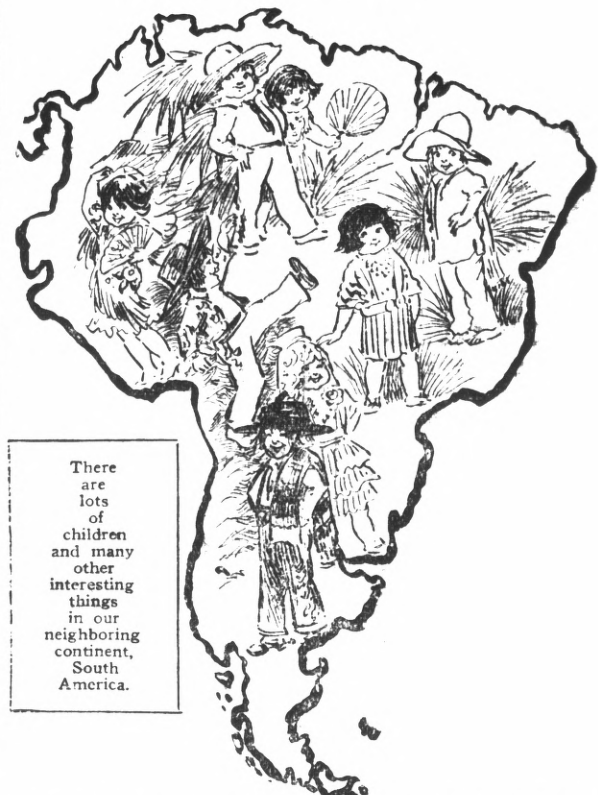 There
are
lots
of
children
and many
other
interesting
things
in our
neighboring
continent,
South
America.